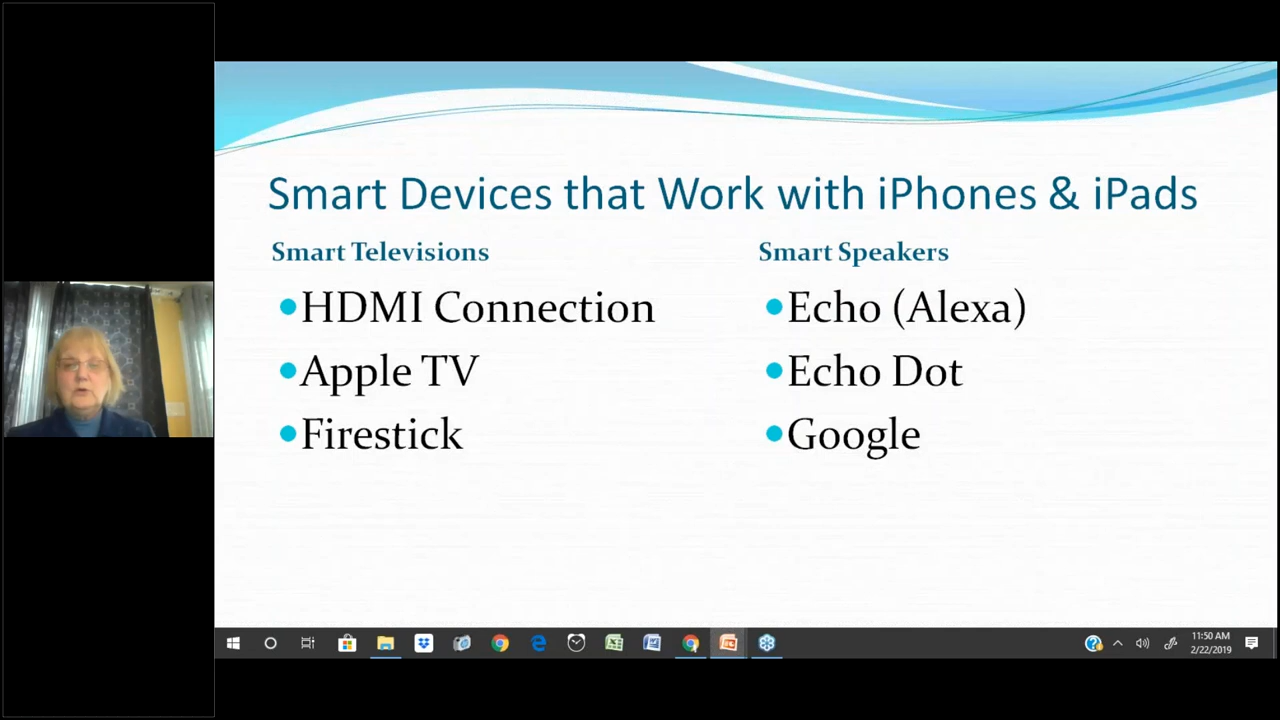 Smart Devices that Work with iPhones & iPads
Smart Televisions
•HDMI Connection
•Apple TV
•Firestick
Smart Speakers
•Echo (Alexa)
•Echo Dot
•Google
11:50 AM
2/22/2019